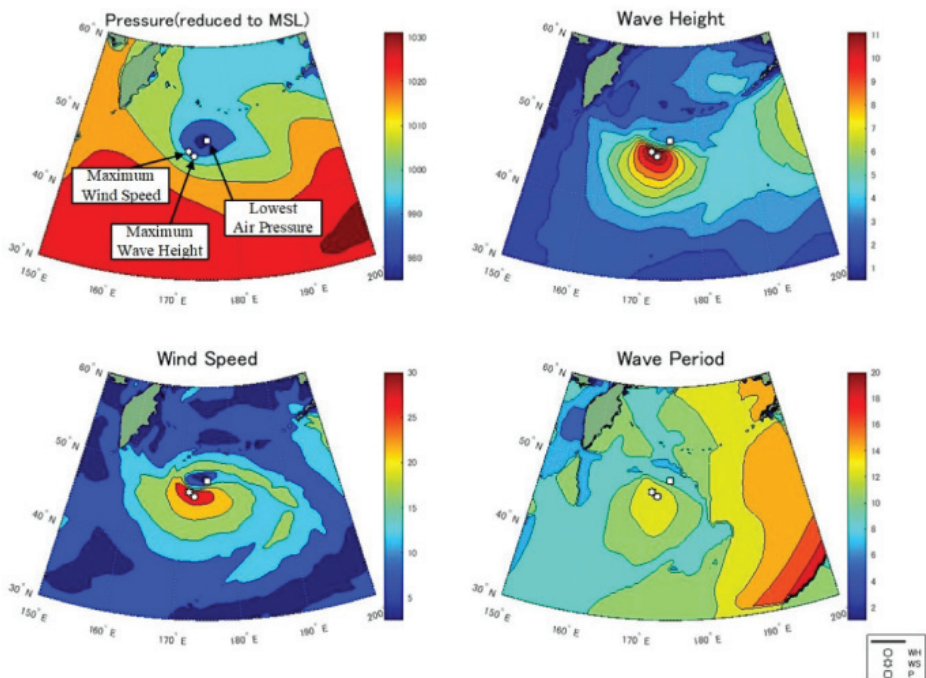 Pressure(reduced to MSL)
60°N
50°N
40°N
30°N
150°E
160°E
170°E
180°E
190°E
200
1030
1020
1010
1000
990
980
Maximum
Wind Speed
Maximum
Wave Height
Lowest
Air Pressure
Wave Height
60°N
50°N
40°N
30°N
150°E
160°E
170°E
180°E
190°E
200
11
10
9
8
7
6
5
4
3
2
1
Wind Speed
60°N
50°N
40°N
30°N
150°E
160°E
170°E
180°E
190°E
200
30
25
20
15
10
5
Wave Period
60°N
50°N
40°N
30°N
150°E
160°E
170°E
180°E
190°E
200
20
18
16
14
12
10
8
6
4
2
WH
WS
P